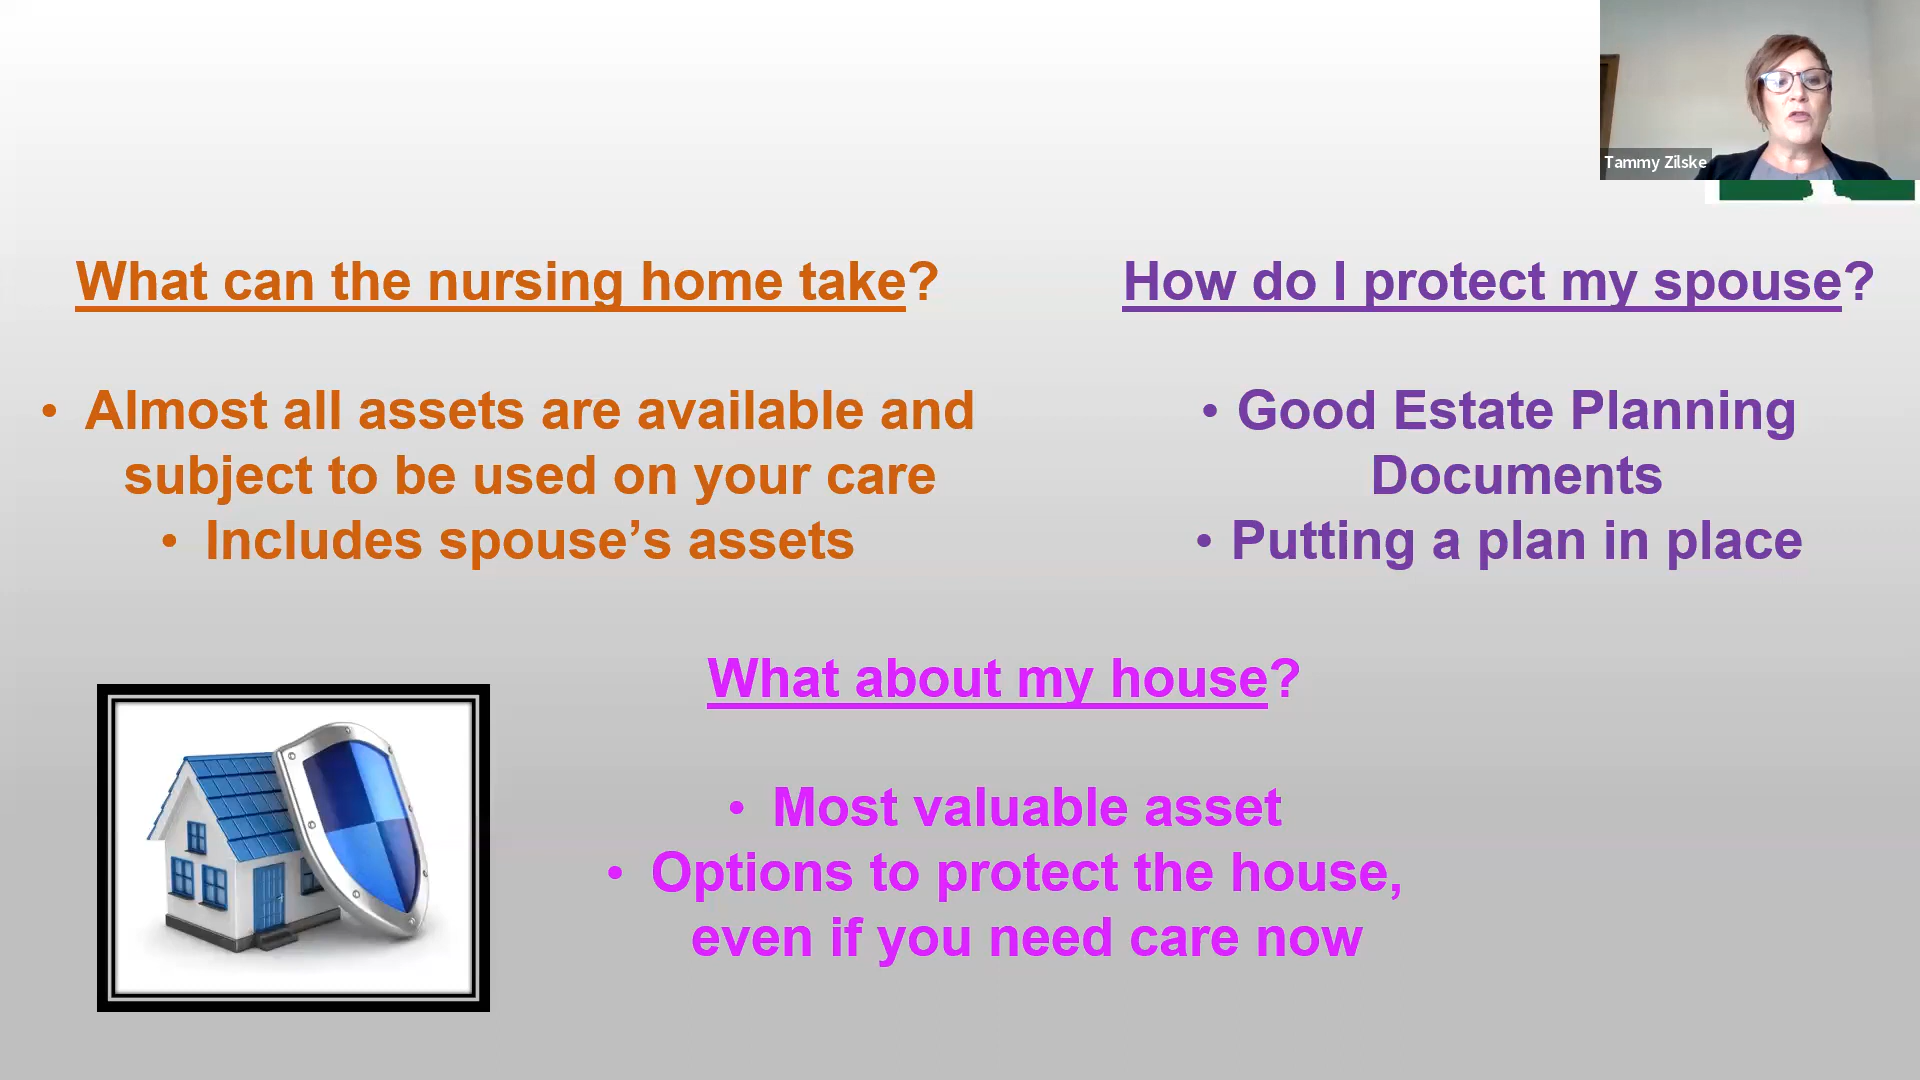 Tammy Zilske
What can the nursing home take?
• Almost all assets are available and
subject to be used on your care
• Includes spouse’s assets
How do I protect my spouse?
• Good Estate Planning
Documents
• Putting a plan in place
What about my house?
• Most valuable asset
• Options to protect the house,
even if you need care now